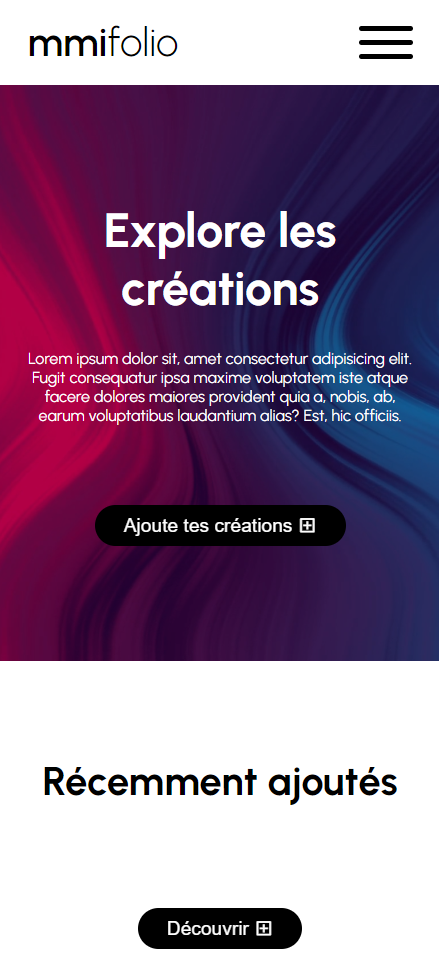 mmifolio
Explore les
créations
Lorem ipsum dolor sit, amet consectetur adipisicing elit.
Fugit consequatur ipsa maxime voluptatem iste atque
facere dolores maiores provident quia a, nobis, ab,
earum voluptatibus laudantium alias? Est, hic officiis.
Ajoute tes créations
Récemment ajoutés
Découvrir